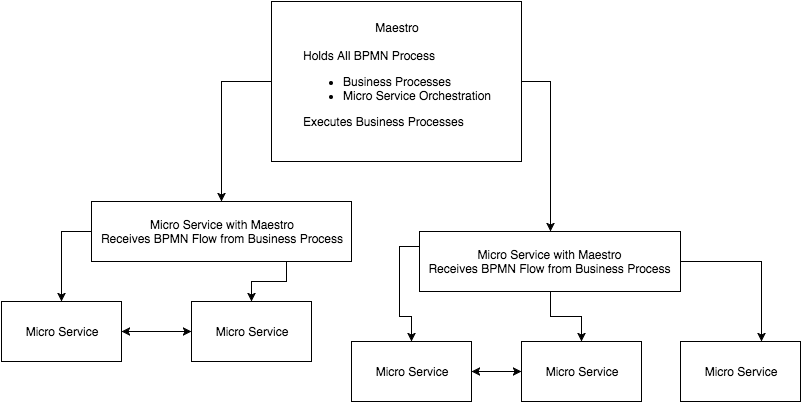 Maestro
Holds All BPMN Process
• Business Processes
• Micro Service Orchestration
Executes Business Processes
Micro Service with Maestro
Receives BPMN Flow from Business Process
Micro Service with Maestro
Receives BPMN Flow from Business Process
Micro Service
Micro Service
Micro Service
Micro Service
Micro Service